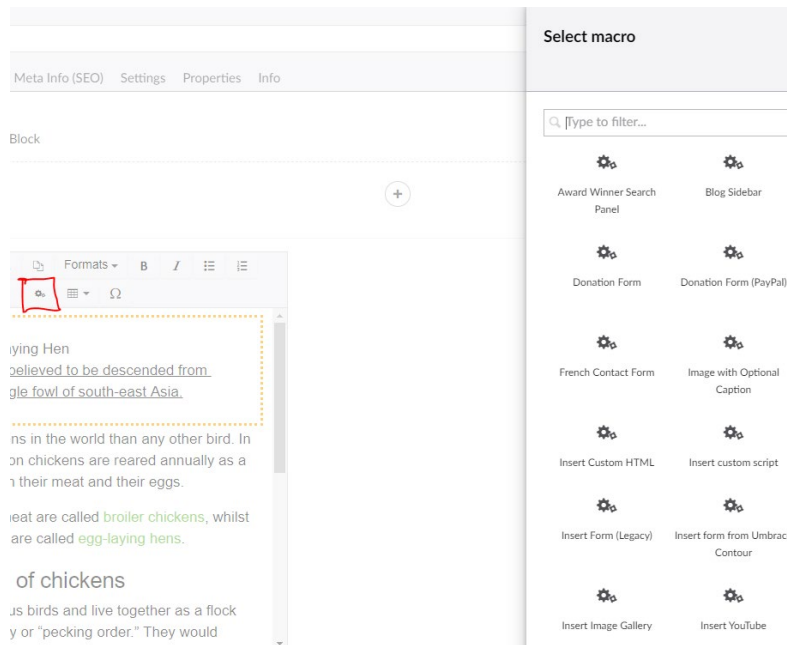 Select macro
Meta Info (SEO) Settings Properties Info
Type to filter...
Block
Award Winner Search
Panel
Blog Sidebar
Formats B I
Ω
Donation Form
Donation Form (PayPal)
ying Hen
believed to be descended from
gle fowl of south-east Asia.
French Contact Form
Image with Optional
Caption
ns in the world than any other bird. In
on chickens are reared annually as a
their meat and their eggs.
Insert Custom HTML
Insert custom script
eat are called broiler chickens, whilst
are called egg-laying hens.
Insert Form (Legacy)
Insert form from Umbrac
Contour
of chickens
us birds and live together as a flock
y or “pecking order.” They would
Insert Image Gallery
Insert YouTube